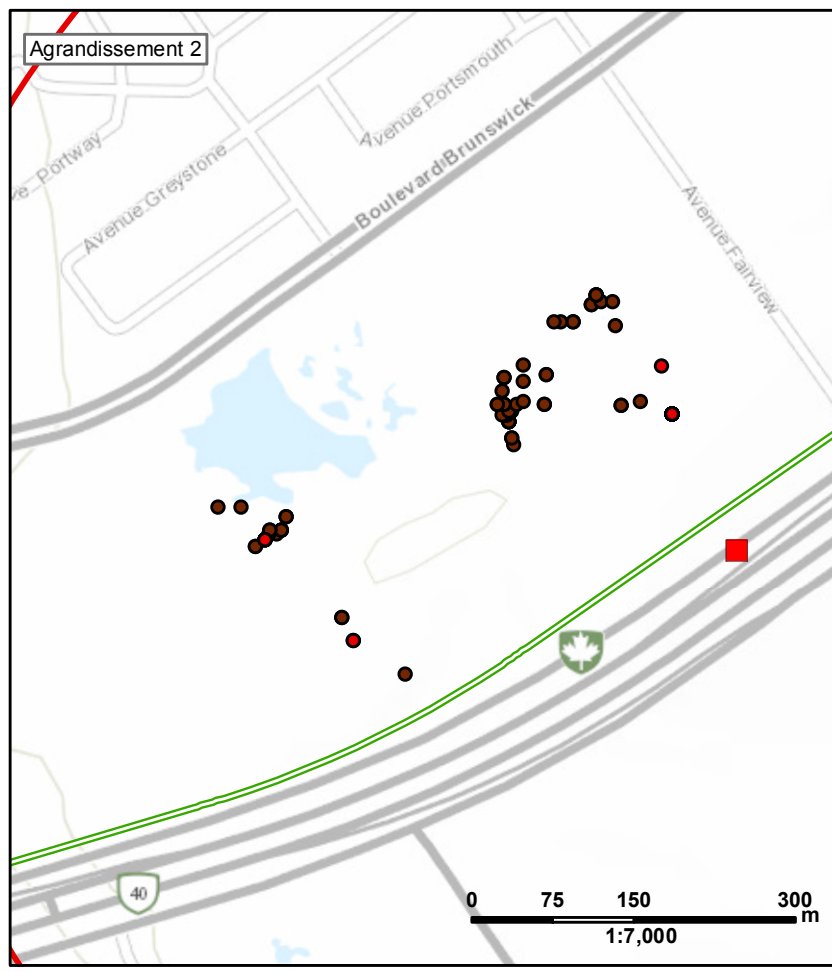 Agrandissement 2
Avenue Portsmouth
Boulevard Brunswick
Portway
Avenue Greystone
Avenue Fairview
40
0 75 150 300
m
1:7,000